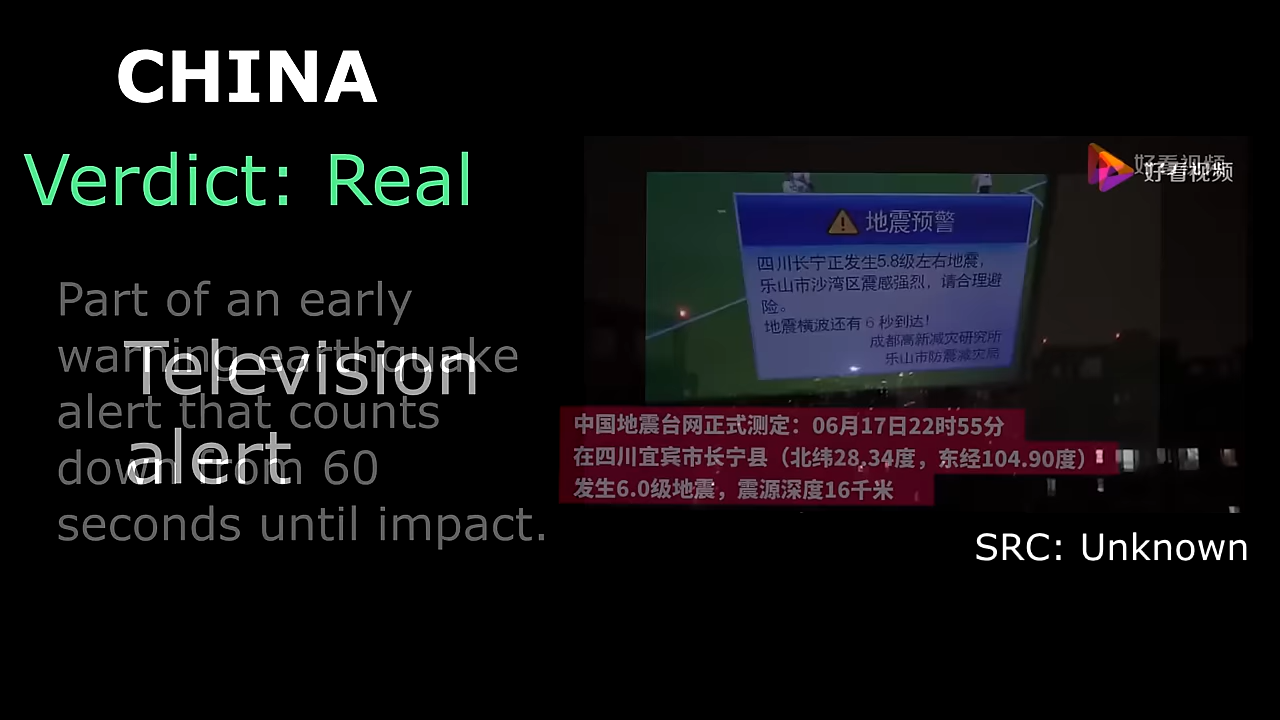 CHINA
Verdict: Real
Part of an early
warning earthquake
alert that counts
down from 60
seconds until impact.
Television
alert
好看视频
好看视频
地震预警
四川长宁正发生5.8级左右地震，
乐山市沙湾区震感强烈，请合理避
险。
地震横波还有 6 秒到达！
成都高新减灾研究所
乐山市防震减灾局
中国地震台网正式测定：06月17日22时55分
在四川宜宾市长宁县（北纬28.34度，东经104.90度）
发生6.0级地震，震源深度16千米
SRC: Unknown